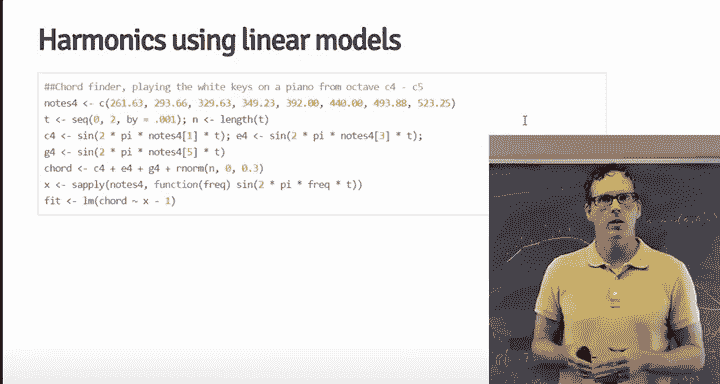 Harmonics using linear models
##Chord finder, playing the white keys on a piano from octave c4 - c5
notes4 <- c(261.63, 293.66, 329.63, 349.23, 392.00, 440.00, 493.88, 523.25)
t <- seq(0, 2, by = .001); n <- length(t)
c4 <- sin(2 * pi * notes4[1] * t); e4 <- sin(2 * pi * notes4[3] * t);
g4 <- sin(2 * pi * notes4[5] * t)
chord <- c4 + e4 + g4 + rnorm(n, 0, 0.3)
x <- sapply(notes4, function(freq) sin(2 * pi * freq * t))
fit <- lm(chord ~ x - 1)